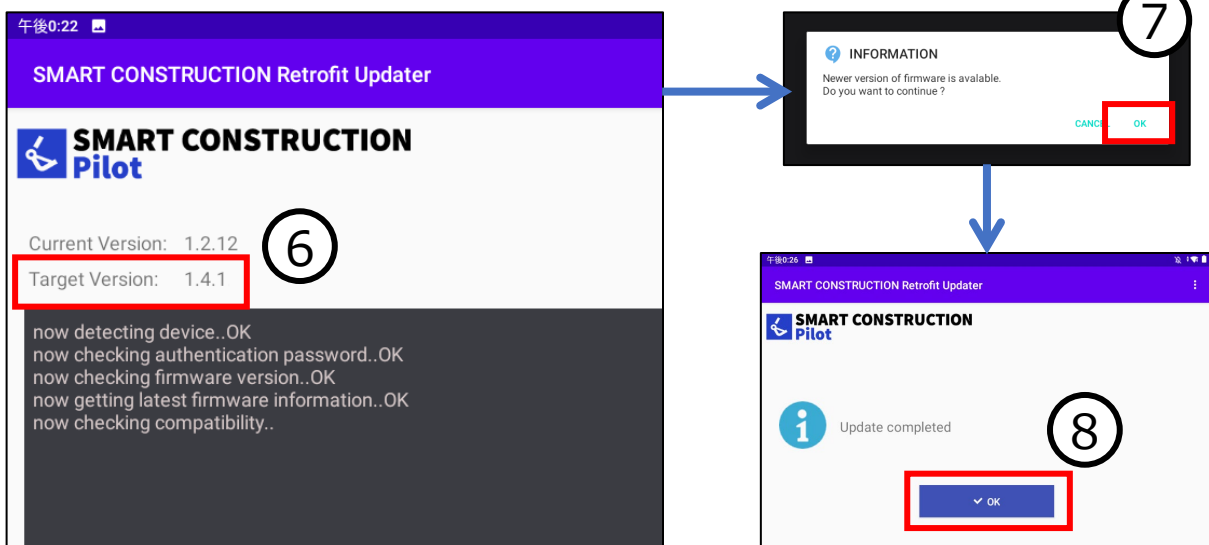 午後0:22
SMART CONSTRUCTION Retrofit Updater
SMART CONSTRUCTION
Pilot
Current Version: 1.2.12
⑥
Target Version: 1.4.1
now detecting device..OK
now checking authentication password..OK
now checking firmware version..OK
now getting latest firmware information..OK
now checking compatibility..
⑦
INFORMATION
Newer version of firmware is avalable.
Do you want to continue ?
CANCEL OK
午後0:26
SMART CONSTRUCTION Retrofit Updater
SMART CONSTRUCTION
Pilot
Update completed
⑧
OK